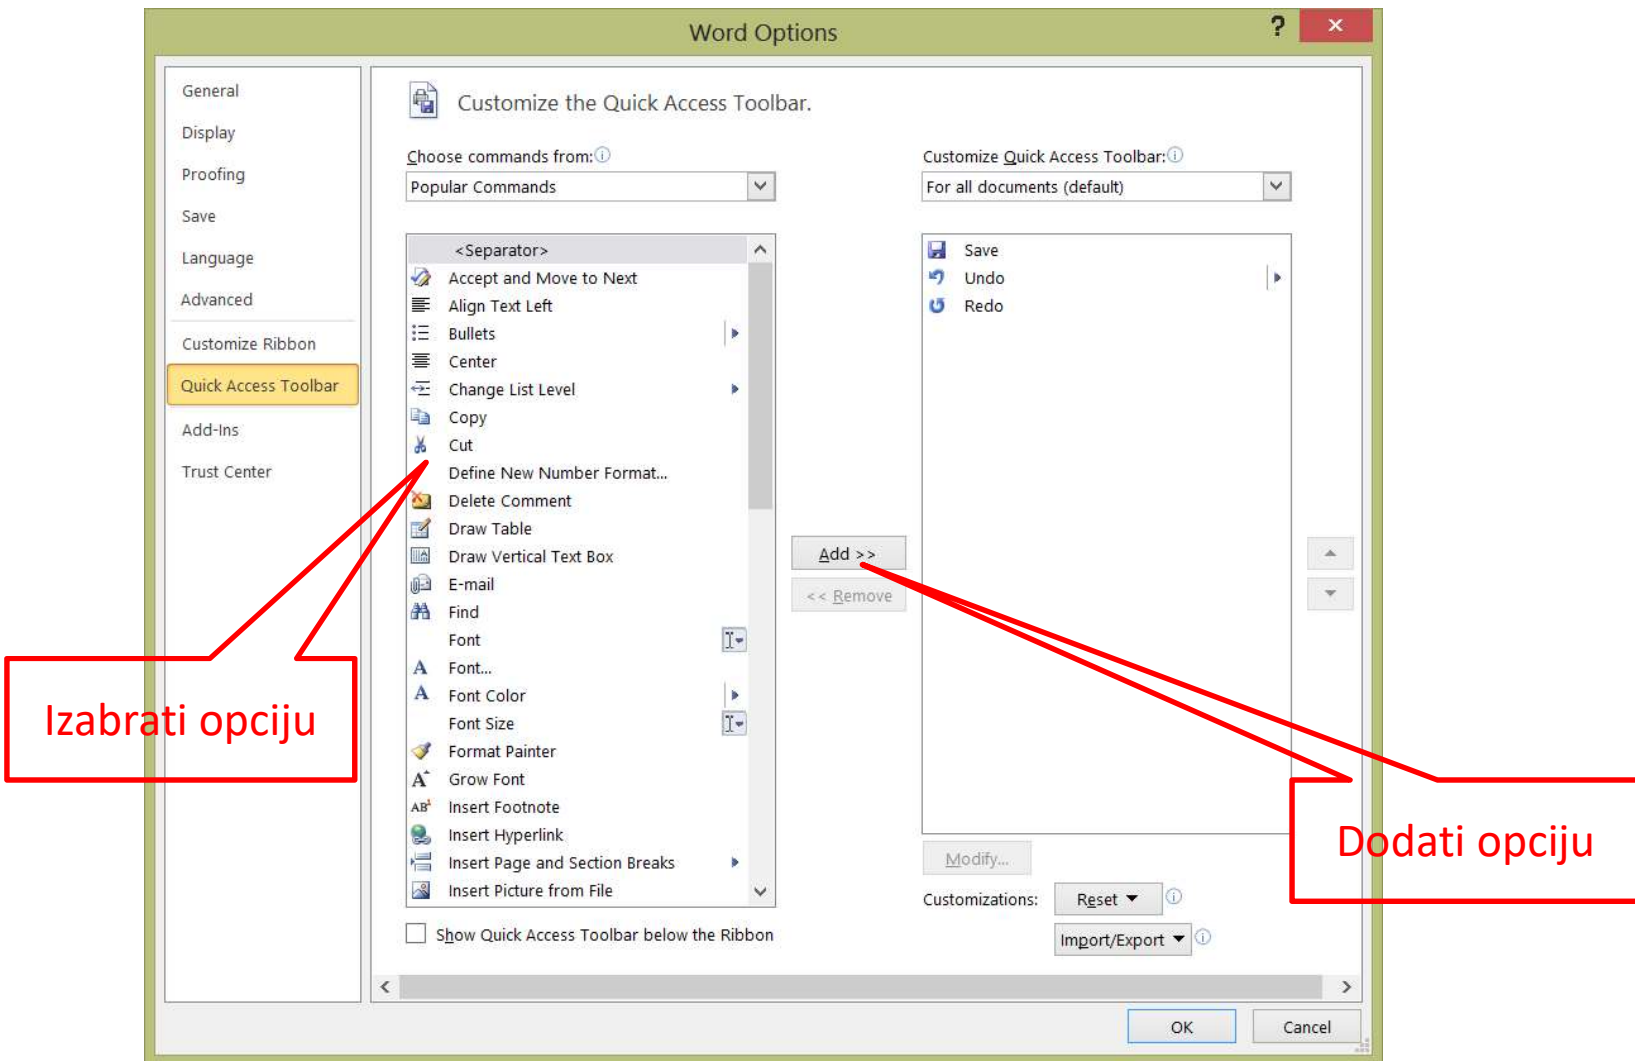 Word Options
?
General
Display
Proofing
Save
Language
Advanced
Customize Ribbon
Quick Access Toolbar
Add-Ins
Trust Center
Customize the Quick Access Toolbar.
Choose commands from:
Popular Commands
<Separator>
Accept and Move to Next
Align Text Left
Bullets
Center
Change List Level
Copy
Cut
Define New Number Format...
Delete Comment
Draw Table
Draw Vertical Text Box
E-mail
Find
Font
Font...
Font Color
Font Size
Format Painter
Grow Font
Insert Footnote
Insert Hyperlink
Insert Page and Section Breaks
Insert Picture from File
Show Quick Access Toolbar below the Ribbon
Add >>
<< Remove
Customize Quick Access Toolbar:
For all documents (default)
Save
Undo
Redo
Modify...
Customizations:
Reset
Import/Export
OK
Cancel
Izabrati opciju
Dodati opciju